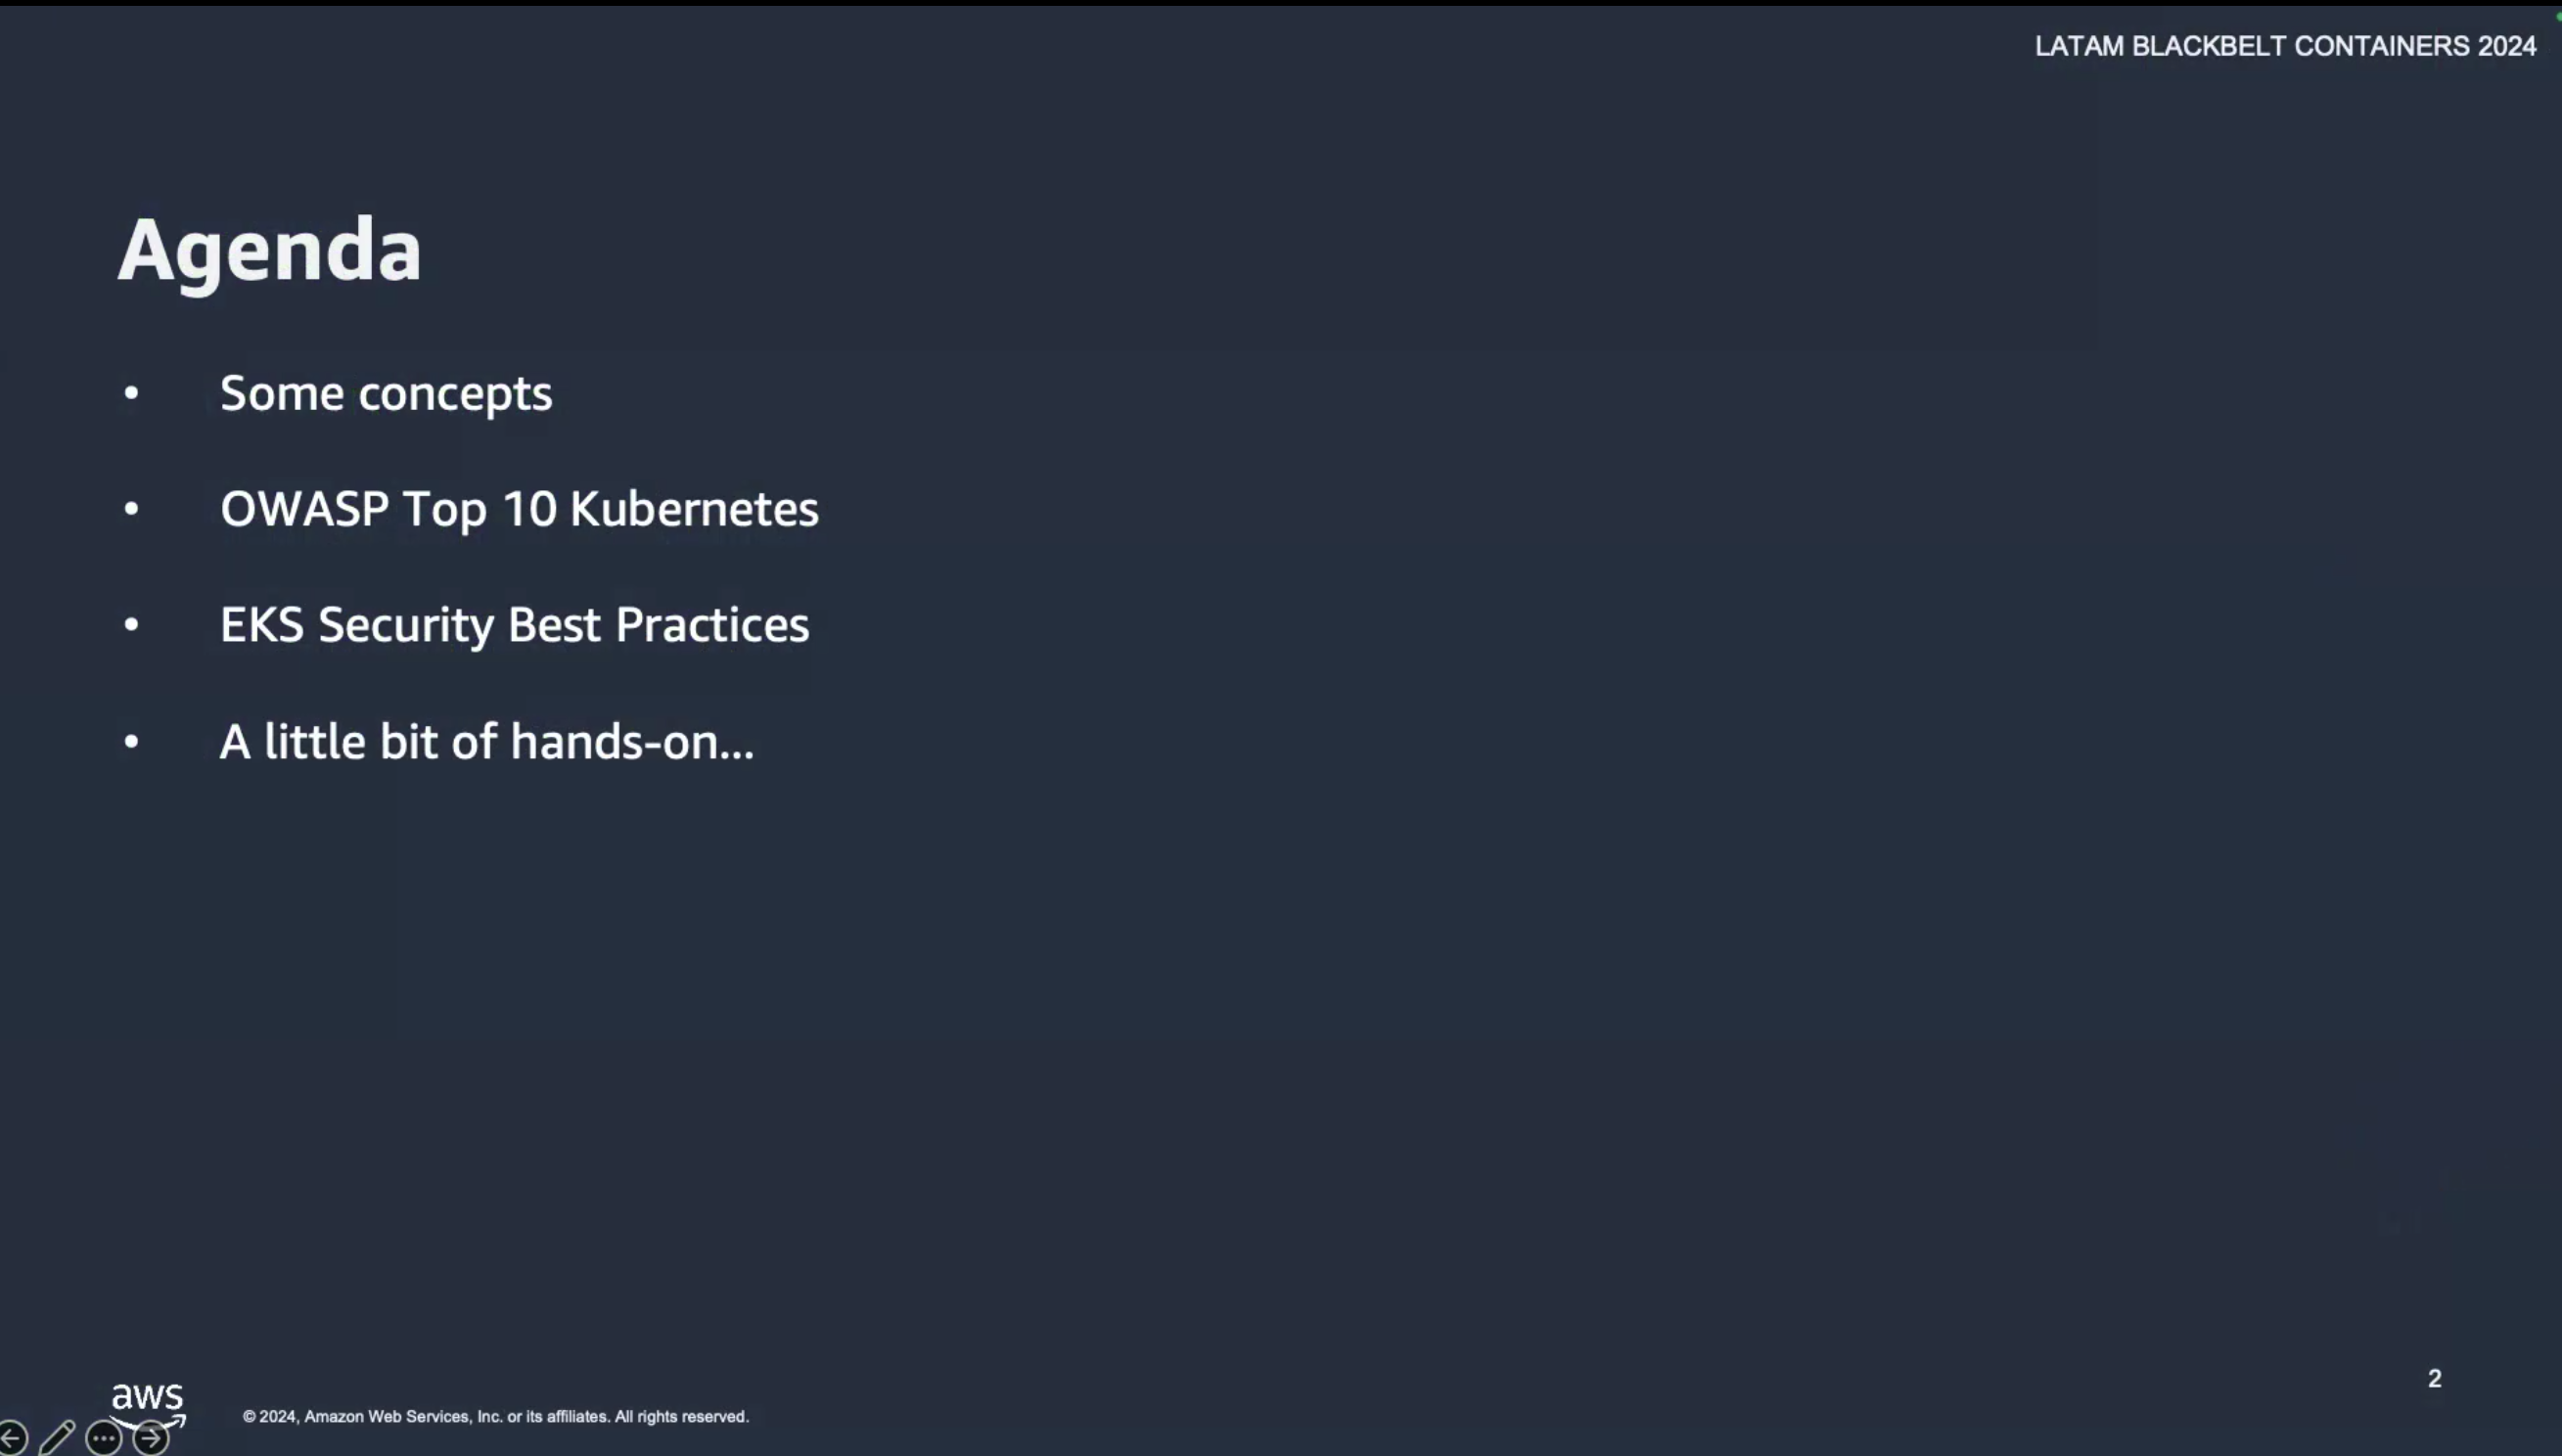 LATAM BLACKBELT CONTAINERS 2024
Agenda
• Some concepts
• OWASP Top 10 Kubernetes
• EKS Security Best Practices
• A little bit of hands-on...
2
aws
© 2024, Amazon Web Services, Inc. or its affiliates. All rights reserved.